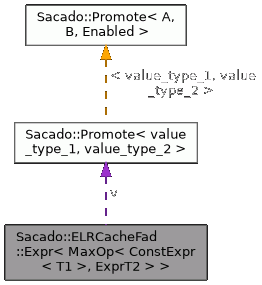 Sacado::Promote< A,
B, Enabled >
< value_type_1, value
_type_2 >
Sacado::Promote< value
_type_1, value_type_2 >
v
Sacado::ELRCacheFad
::Expr< MaxOp< ConstExpr
< T1 >, ExprT2 > >